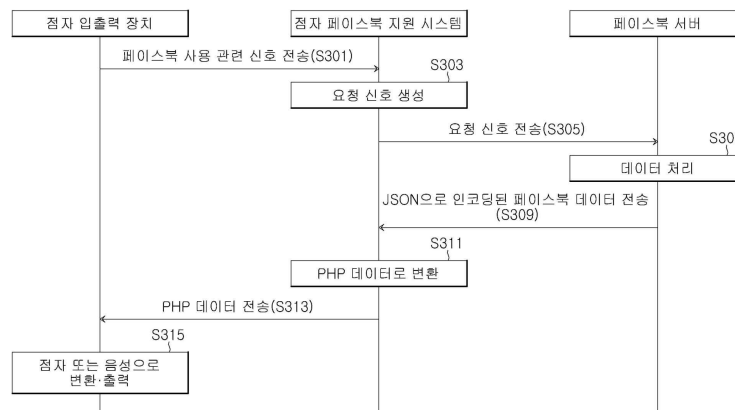 점자 입출력 장치
점자 페이스북 지원 시스템
페이스북 서버
페이스북 사용 관련 신호 전송(S301)
S303
요청 신호 생성
요청 신호 전송(S305)
S30
데이터 처리
JSON으로 인코딩된 페이스북 데이터 전송
(S309)
S311
PHP 데이터로 변환
PHP 데이터 전송(S313)
S315
점자 또는 음성으로
변환·출력